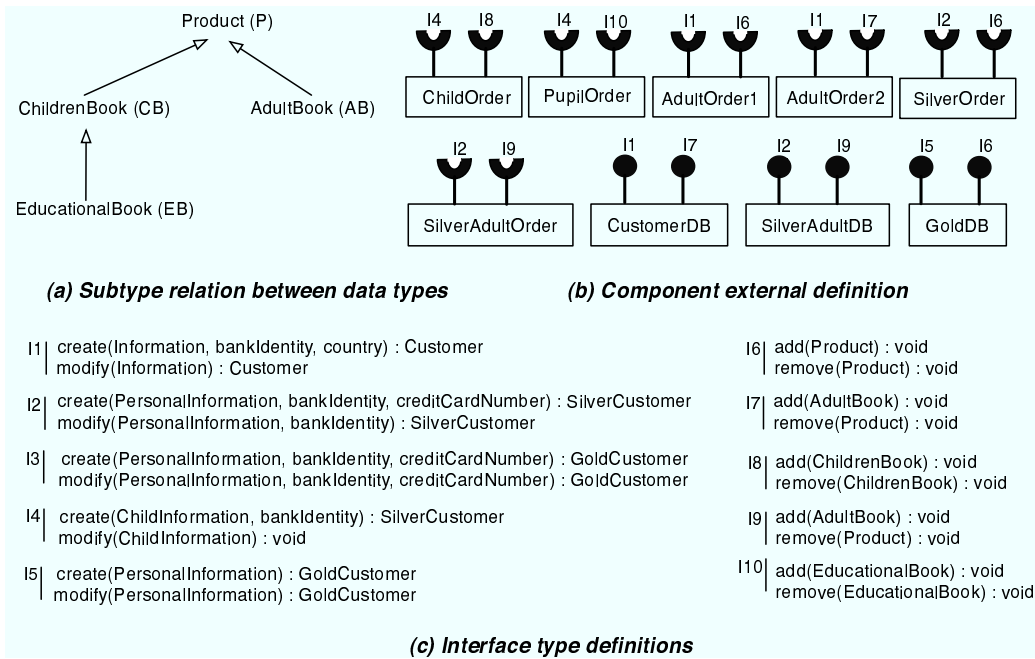 Product (P)
ChildrenBook (CB)
AdultBook (AB)
EducationalBook (EB)
I4 I8 I4 I10 I1 I6 I1 I7 I2 I6
ChildOrder PupilOrder AdultOrder1 AdultOrder2 SilverOrder
I2 I9 I1 I7 I2 I9 I5 I6
SilverAdultOrder CustomerDB SilverAdultDB GoldDB
(a) Subtype relation between data types
(b) Component external definition
I1
create(Information, bankIdentity, country) : Customer
modify(Information) : Customer
I2
create(PersonalInformation, bankIdentity, creditCardNumber) : SilverCustomer
modify(PersonalInformation, bankIdentity) : SilverCustomer
I3
create(PersonalInformation, bankIdentity, creditCardNumber) : GoldCustomer
modify(PersonalInformation, bankIdentity, creditCardNumber) : GoldCustomer
I4
create(ChildInformation, bankIdentity) : SilverCustomer
modify(ChildInformation) : void
I5
create(PersonalInformation) : GoldCustomer
modify(PersonalInformation) : GoldCustomer
I6
add(Product) : void
remove(Product) : void
I7
add(AdultBook) : void
remove(Product) : void
I8
add(ChildrenBook) : void
remove(ChildrenBook) : void
I9
add(AdultBook) : void
remove(Product) : void
I10
add(EducationalBook) : void
remove(EducationalBook) : void
(c) Interface type definitions